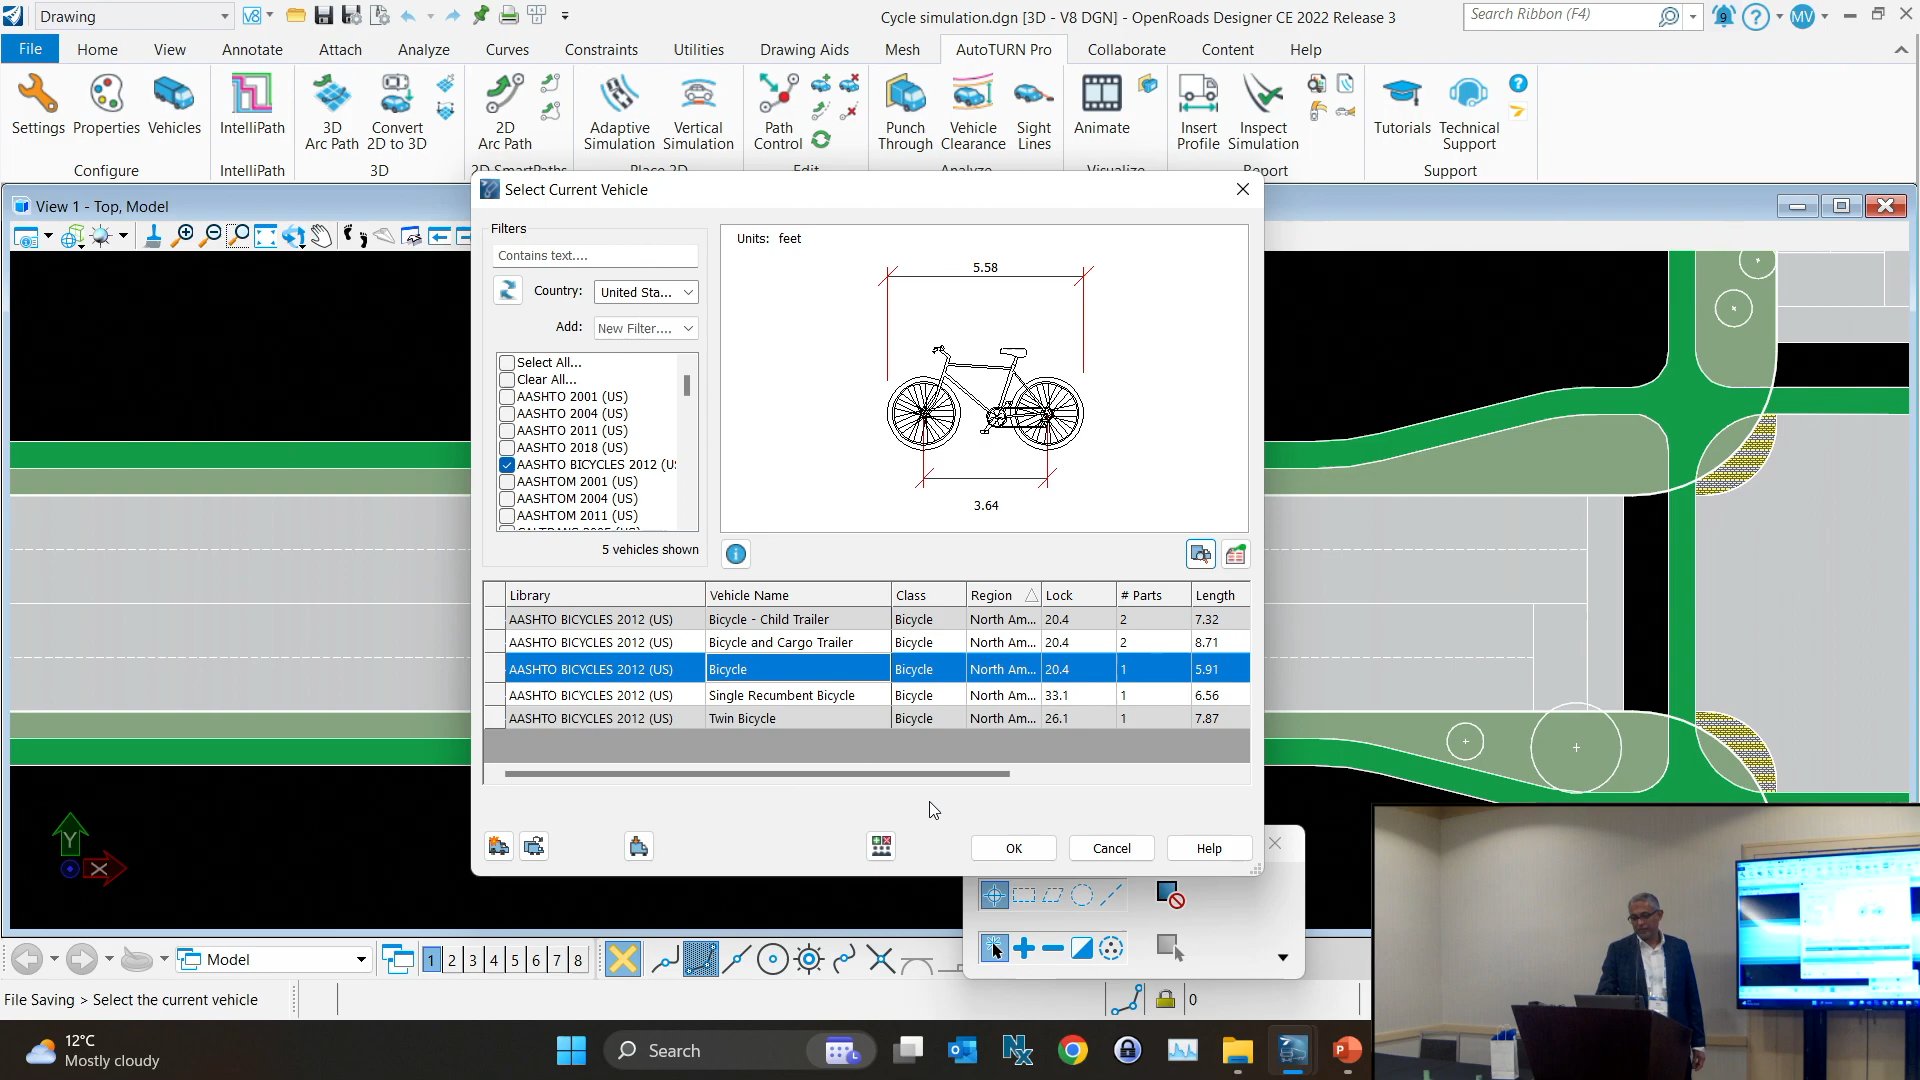 Drawing
Cycle simulation.dgn [3D - V8 DGN] - OpenRoads Designer CE 2022 Release 3
Search Ribbon (F4)
9
MV
File Home View Annotate Attach Analyze Curves Constraints Utilities Drawing Aids Mesh AutoTURN Pro Collaborate Content Help
Settings Properties Vehicles
IntelliPath
3D Arc Path
Convert 2D to 3D
2D Arc Path
Adaptive Simulation
Vertical Simulation
Path Control
Punch Through
Vehicle Clearance
Sight Lines
Animate
Insert Profile
Inspect Simulation
Tutorials
Technical Support
Configure IntelliPath 3D 2D SmartPaths Place 2D Edit Analyze Visualize Report Support
View 1 - Top, Model
Select Current Vehicle
Filters
Contains text....
Country: United Sta...
Add: New Filter....
Select All...
Clear All...
AASHTO 2001 (US)
AASHTO 2004 (US)
AASHTO 2011 (US)
AASHTO 2018 (US)
AASHTO BICYCLES 2012 (U
AASHTOM 2001 (US)
AASHTOM 2004 (US)
AASHTOM 2011 (US)
5 vehicles shown
Units: feet
5.58
3.64
Library Vehicle Name Class Region Lock # Parts Length
AASHTO BICYCLES 2012 (US) Bicycle - Child Trailer Bicycle North Am... 20.4 2 7.32
AASHTO BICYCLES 2012 (US) Bicycle and Cargo Trailer Bicycle North Am... 20.4 2 8.71
AASHTO BICYCLES 2012 (US) Bicycle Bicycle North Am... 20.4 1 5.91
AASHTO BICYCLES 2012 (US) Single Recumbent Bicycle Bicycle North Am... 33.1 1 6.56
AASHTO BICYCLES 2012 (US) Twin Bicycle Bicycle North Am... 26.1 1 7.87
OK Cancel Help
Y
X
Model
1 2 3 4 5 6 7 8
File Saving > Select the current vehicle
0
12°C
Mostly cloudy
Search